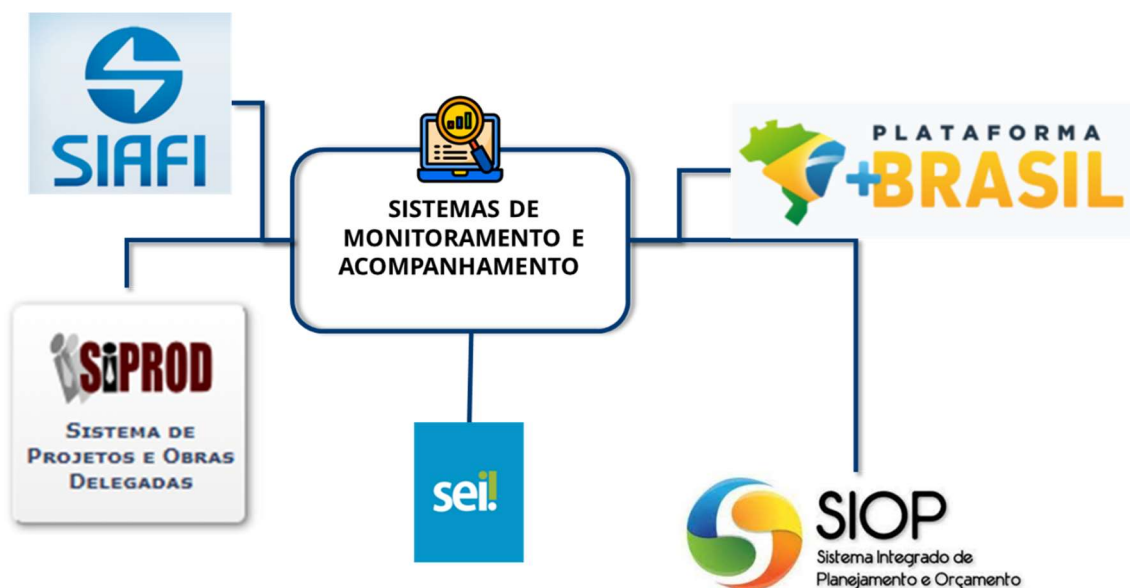 SIAFI
SISTEMAS DE
MONITORAMENTO E
ACOMPANHAMENTO
PLATAFORMA
+BRASIL
SiPROD
SISTEMA DE
PROJETOS E OBRAS
DELEGADAS
sei!
SIOP
Sistema Integrado de
Planejamento e Orçamento